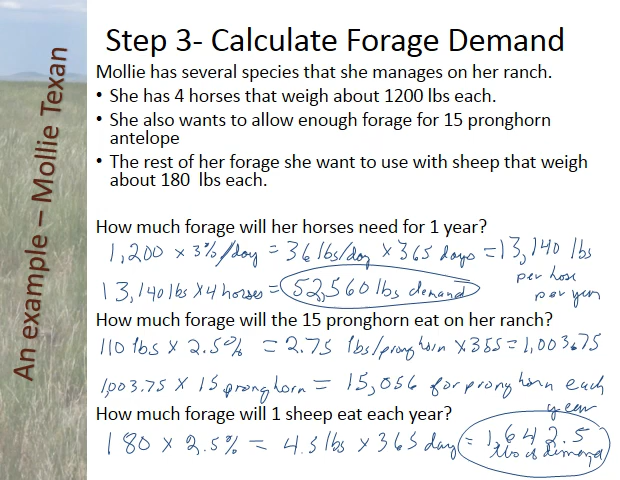 An example – Mollie Texan
Step 3- Calculate Forage Demand
Mollie has several species that she manages on her ranch.
• She has 4 horses that weigh about 1200 lbs each.
• She also wants to allow enough forage for 15 pronghorn
antelope
• The rest of her forage she want to use with sheep that weigh
about 180 lbs each.
How much forage will her horses need for 1 year?
1,200 x 3%/day = 36 lbs/day x 365 days = 13,140 lbs
per horse
per year
13,140 lbs x 4 horses = 52,560 lbs demand
How much forage will the 15 pronghorn eat on her ranch?
110 lbs x 2.5% = 2.75 lbs/pronghorn x 365 = 1,003.75
1,003.75 x 15 pronghorn = 15,056 for pronghorn each
year
How much forage will 1 sheep eat each year?
180 x 2.5% = 4.5 lbs x 365 day = 1,642.5
lbs of demand